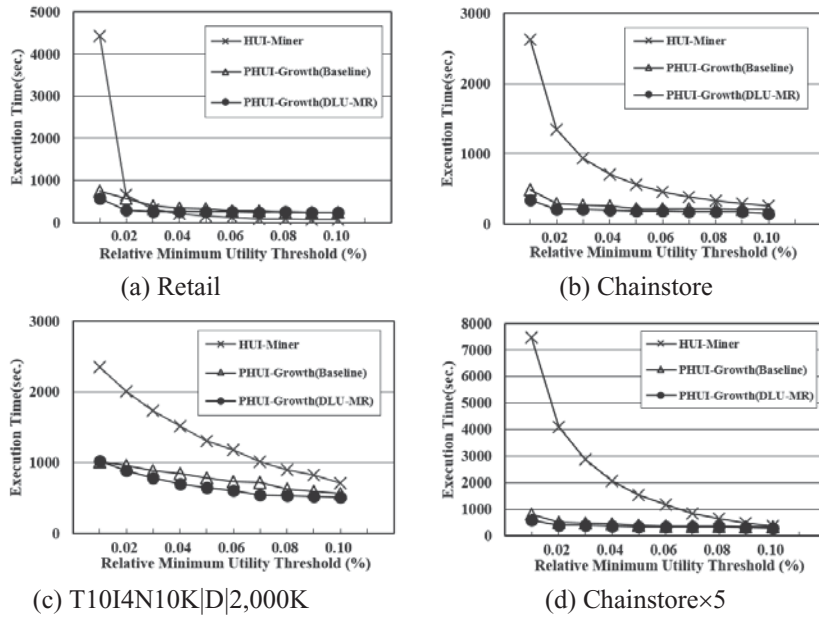 5000
4000
3000
2000
1000
0
Execution Time(sec.)
HUI-Miner
PHUI-Growth(Baseline)
PHUI-Growth(DLU-MR)
0.02 0.04 0.06 0.08 0.10
Relative Minimum Utility Threshold (%)
(a) Retail
3000
2000
1000
0
Execution Time(sec.)
HUI-Miner
PHUI-Growth(Baseline)
PHUI-Growth(DLU-MR)
0.02 0.04 0.06 0.08 0.10
Relative Minimum Utility Threshold (%)
(b) Chainstore
3000
2000
1000
0
Execution Time(sec.)
HUI-Miner
PHUI-Growth(Baseline)
PHUI-Growth(DLU-MR)
0.02 0.04 0.06 0.08 0.10
Relative Minimum Utility Threshold (%)
(c) T10I4N10K|D|2,000K
8000
7000
6000
5000
4000
3000
2000
1000
0
Execution Time(sec.)
HUI-Miner
PHUI-Growth(Baseline)
PHUI-Growth(DLU-MR)
0.02 0.04 0.06 0.08 0.10
Relative Minimum Utility Threshold (%)
(d) Chainstore×5